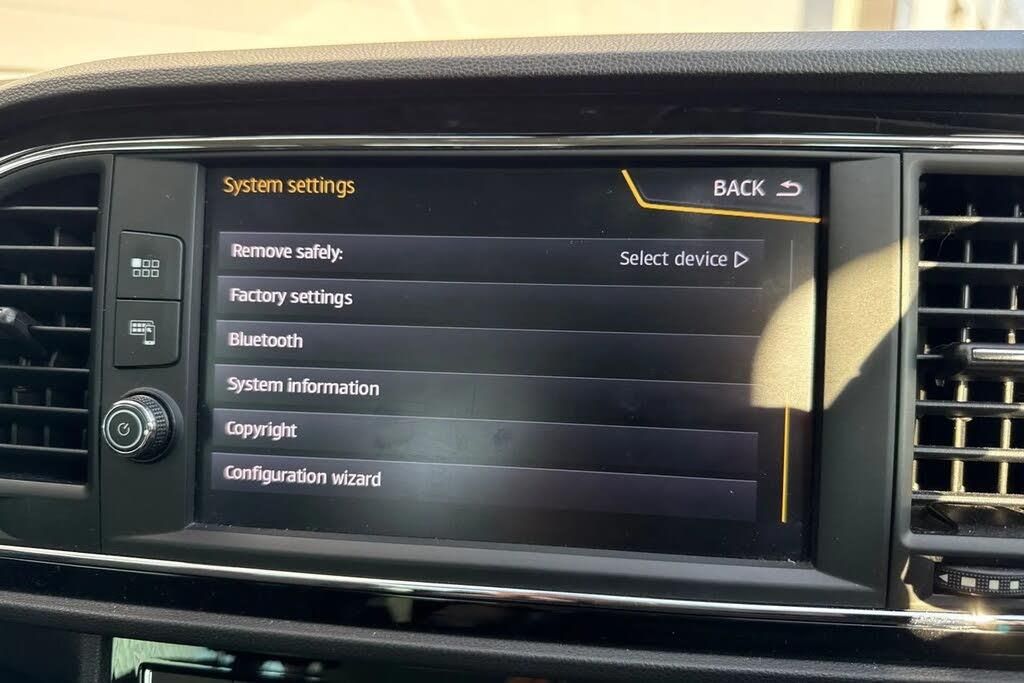 System settings
BACK
Remove safely:
Select device
Factory settings
Bluetooth
System information
Copyright
Configuration wizard